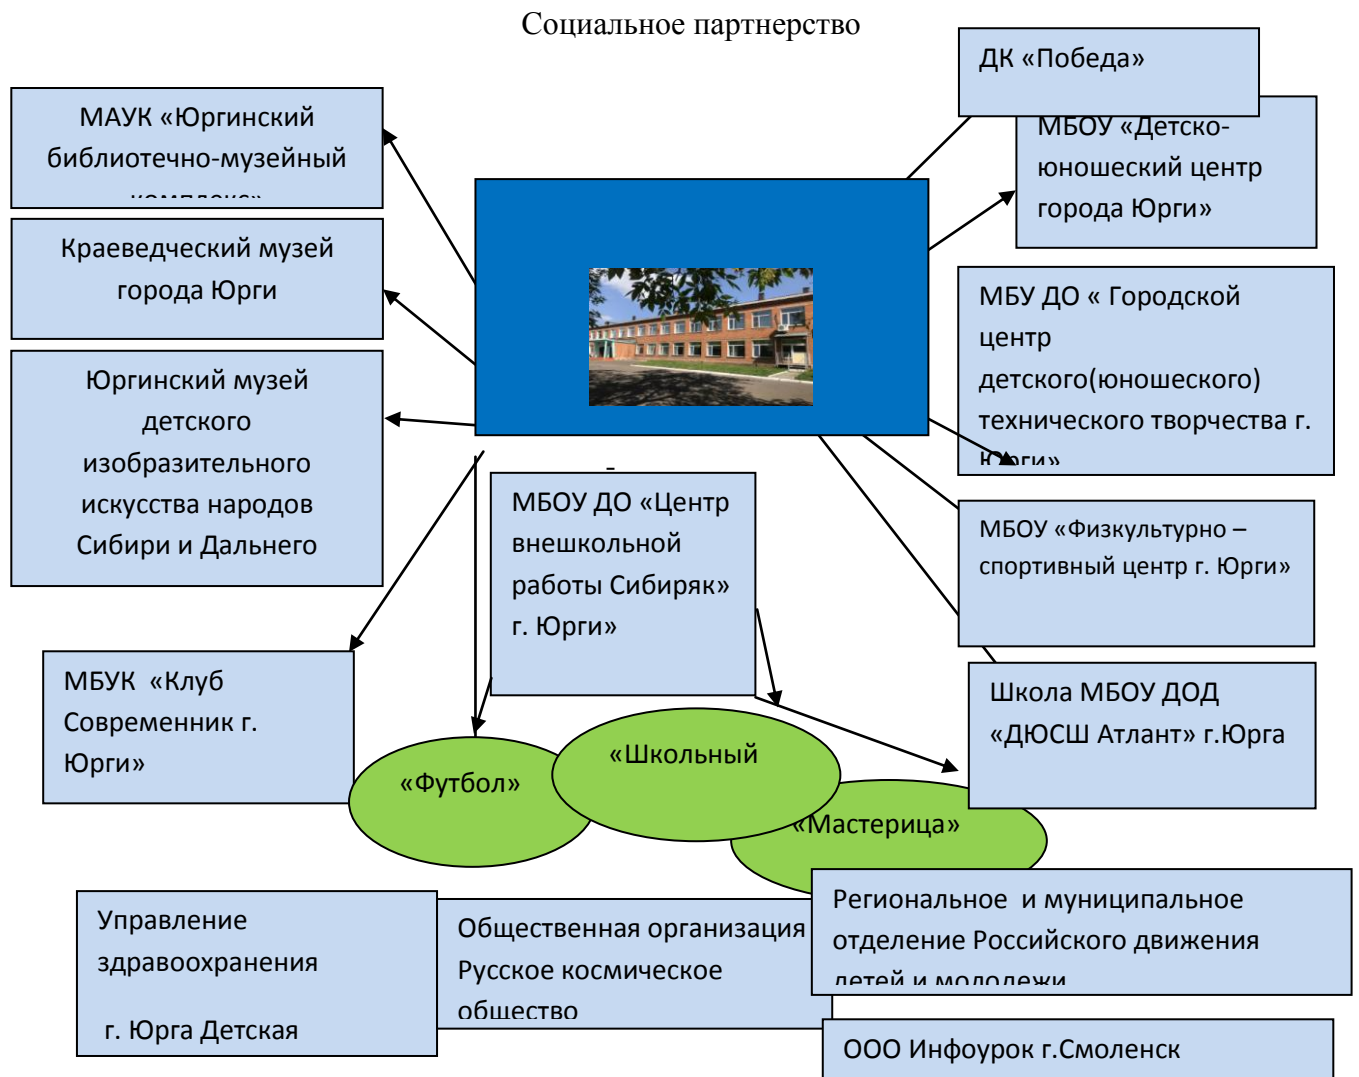 Социальное партнерство
ДК «Победа»
МАУК «Юргинский
библиотечно-музейный
комплекс»
МБОУ «Детско-
юношеский центр
города Юрги»
Краеведческий музей
города Юрги
МБУ ДО « Городской
центр
детского(юношеского)
технического творчества г.
Юрги»
Юргинский музей
детского
изобразительного
искусства народов
Сибири и Дальнего
МБОУ ДО «Центр
внешкольной
работы Сибиряк»
г. Юрги»
МБОУ «Физкультурно –
спортивный центр г. Юрги»
МБУК «Клуб
Современник г.
Юрги»
Школа МБОУ ДОД
«ДЮСШ Атлант» г.Юрга
«Футбол»
«Школьный
«Мастерица»
Управление
здравоохранения
г. Юрга Детская
Общественная организация
Русское космическое
общество
Региональное и муниципальное
отделение Российского движения
детей и молодежи
ООО Инфоурок г.Смоленск